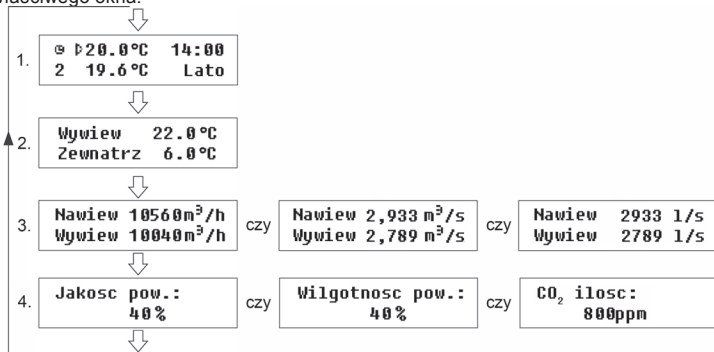 właściwego okna.
1.
20.0°C 14:00
2 19.6°C Lato
2.
Wywiew 22.0°C
Zewnatrz 6.0°C
3.
Nawiew 10560m³/h
Wywiew 10040m³/h
czy
Nawiew 2,933 m³/s
Wywiew 2,789 m³/s
czy
Nawiew 2933 l/s
Wywiew 2789 l/s
4.
Jakosc pow.:
40%
czy
Wilgotnosc pow.:
40%
czy
CO₂ ilosc:
800ppm